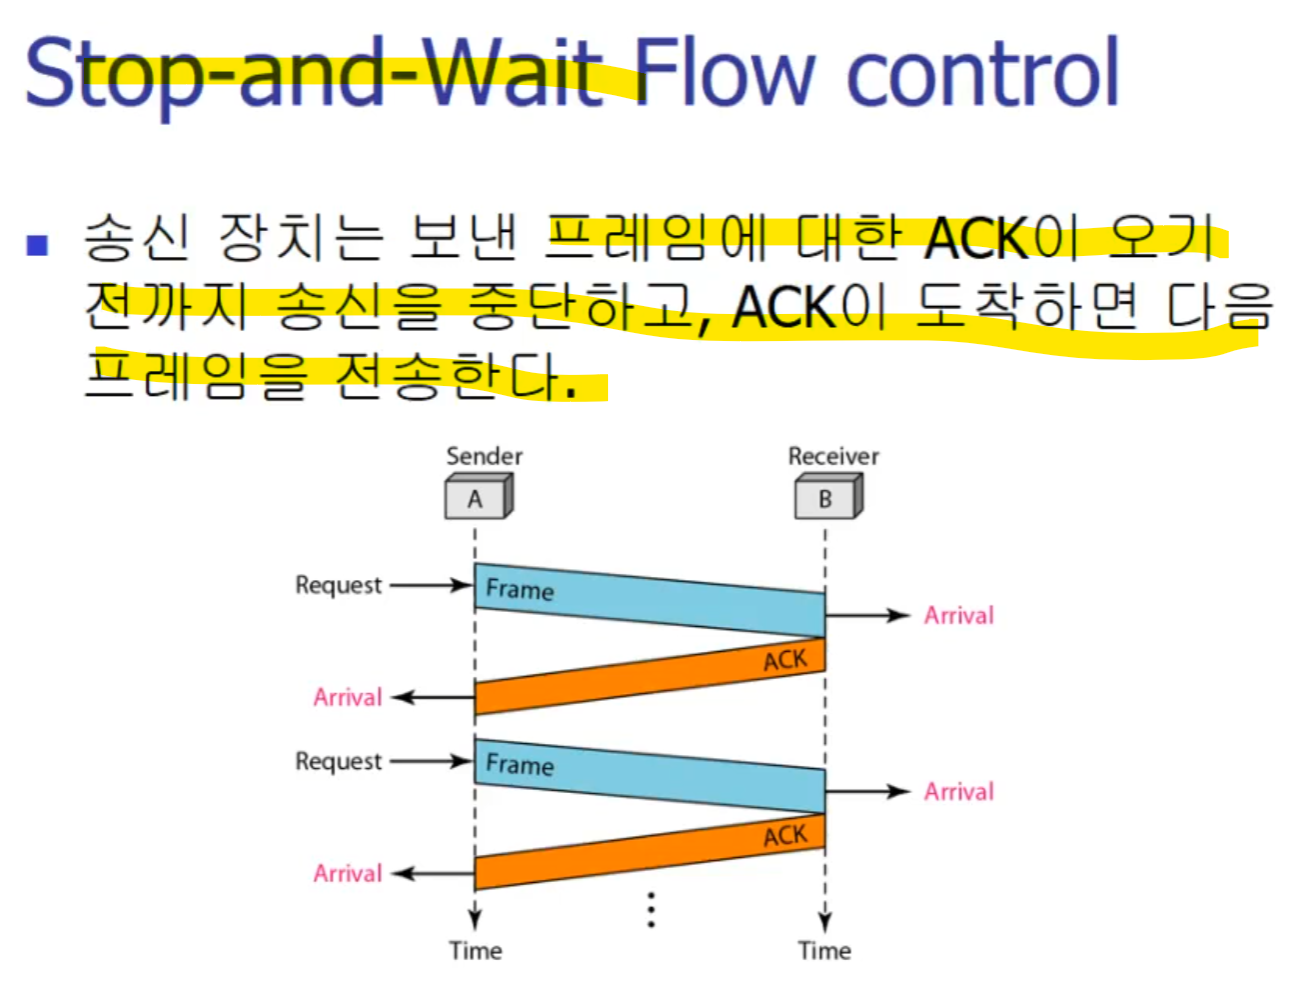 Stop-and-Wait Flow control
송신 장치는 보낸 프레임에 대한 ACK이 오기
전까지 송신을 중단하고, ACK이 도착하면 다음
프레임을 전송한다.
Sender Receiver
A B
Request Frame
Arrival
ACK
Arrival
Request Frame
Arrival
ACK
Arrival
Time Time